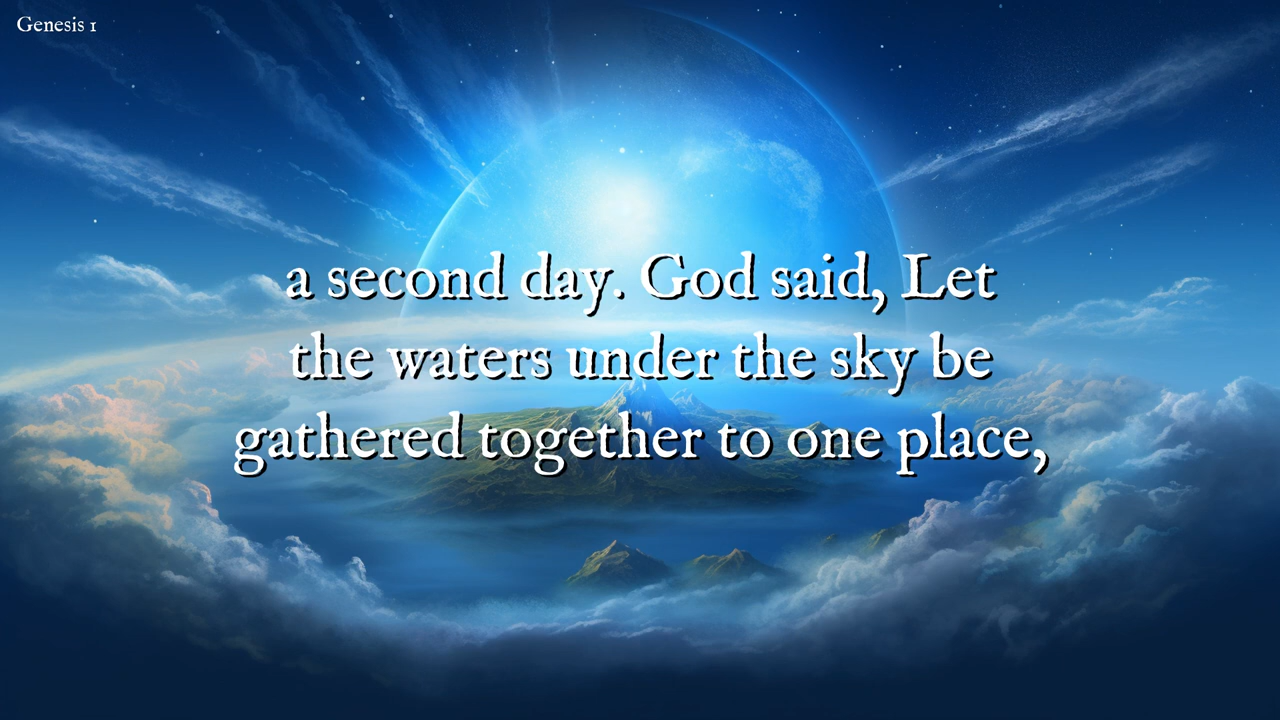 Genesis 1
a second day. God said, Let
the waters under the sky be
gathered together to one place,